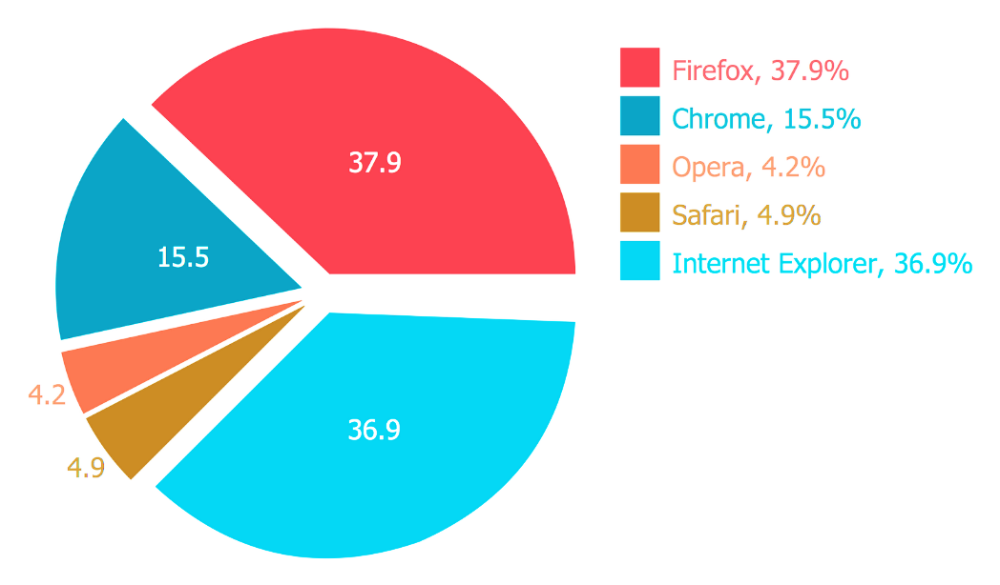 37.9
15.5
4.2
4.9
36.9
Firefox, 37.9%
Chrome, 15.5%
Opera, 4.2%
Safari, 4.9%
Internet Explorer, 36.9%